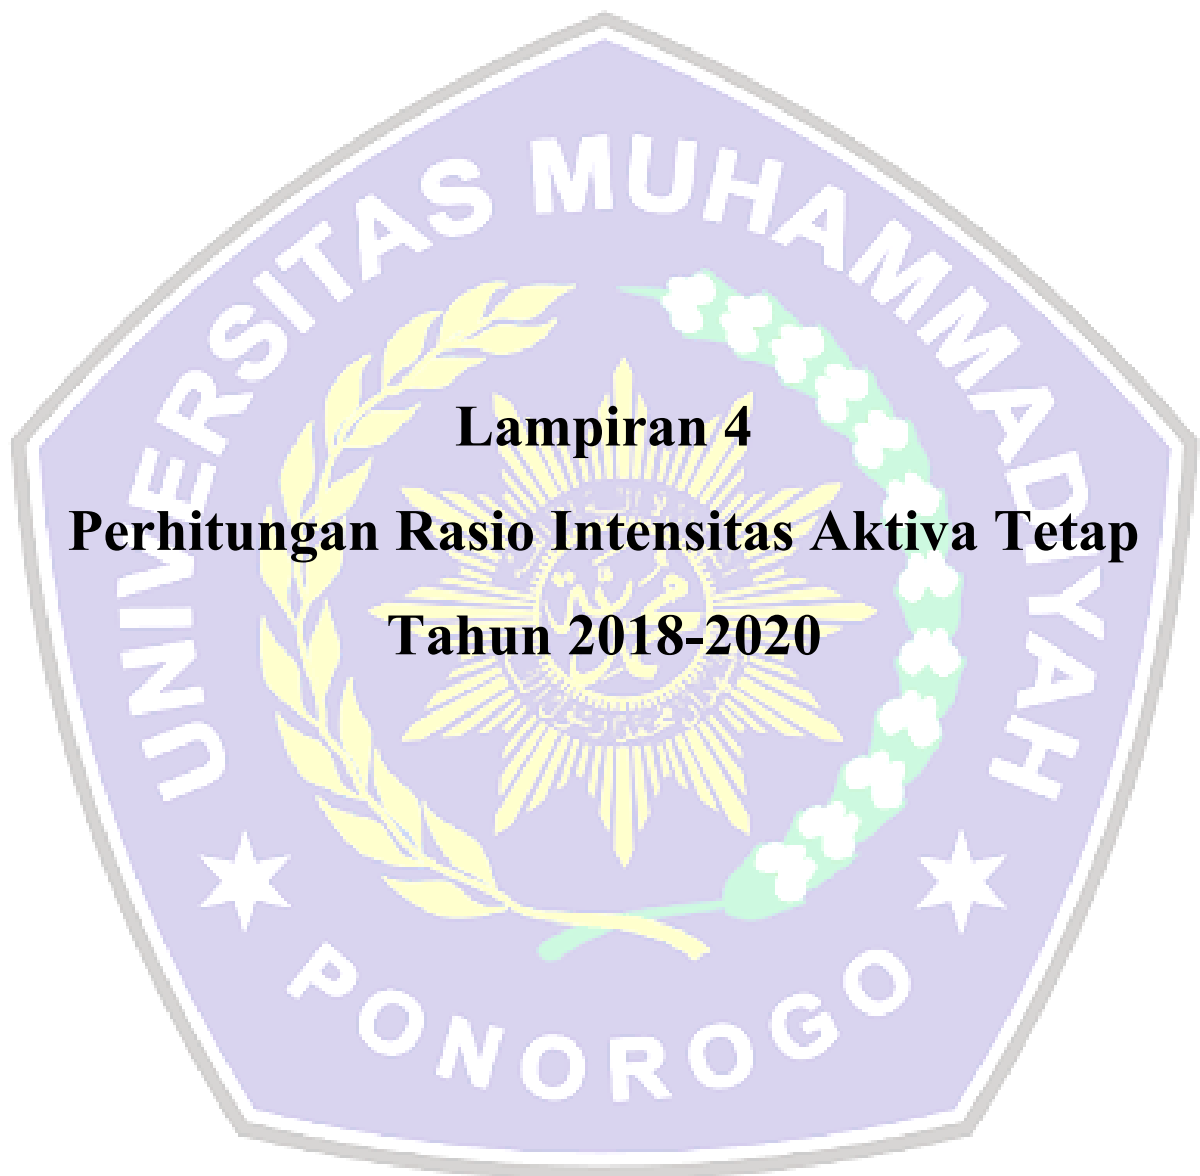 UNIVERSITAS MUHAMMADIYAH
Lampiran 4
Perhitungan Rasio Intensitas Aktiva Tetap
Tahun 2018-2020
PONOROGO